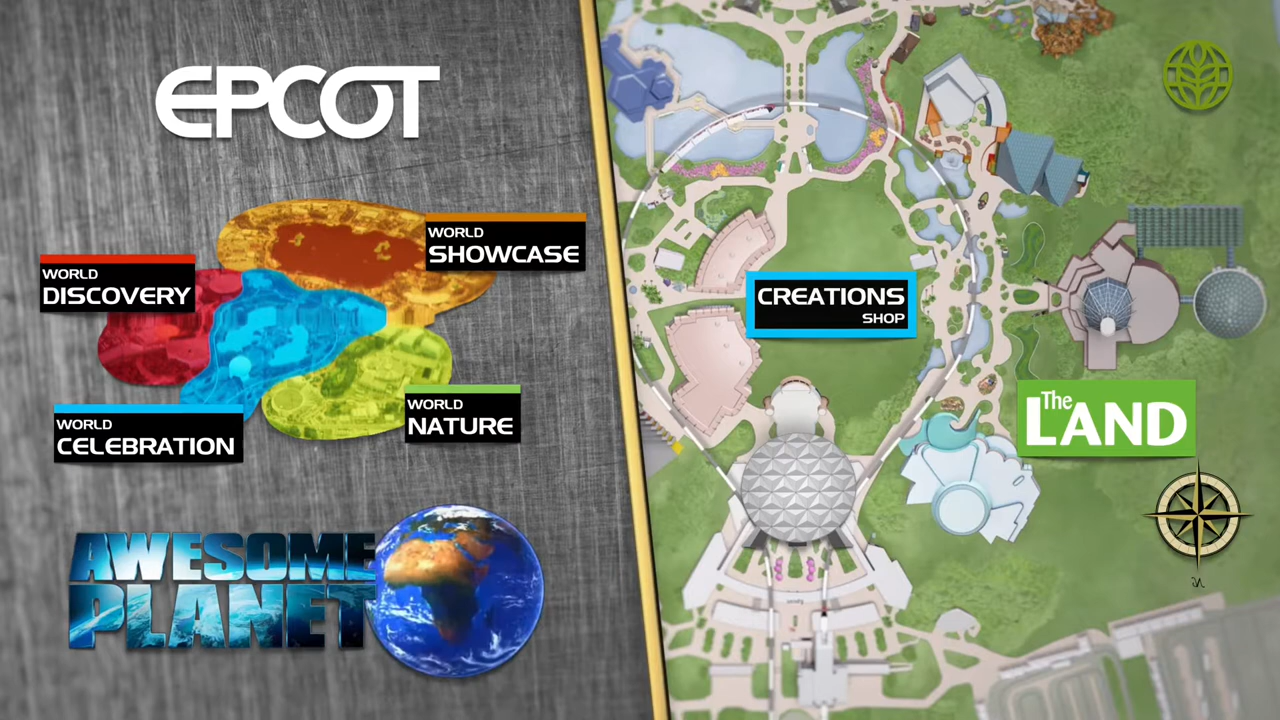 EPCOT
WORLD
SHOWCASE
WORLD
DISCOVERY
WORLD
NATURE
WORLD
CELEBRATION
AWESOME
PLANET
CREATIONS
SHOP
The
LAND